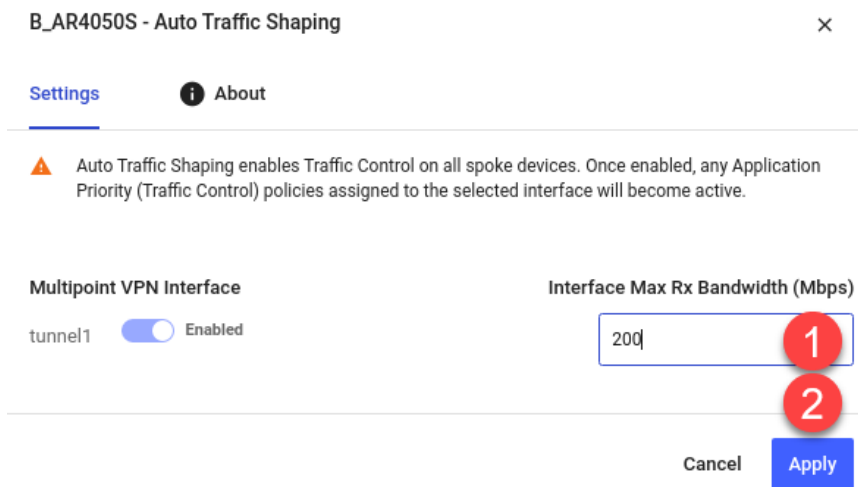 B_AR4050S - Auto Traffic Shaping
Settings
About
Auto Traffic Shaping enables Traffic Control on all spoke devices. Once enabled, any Application
Priority (Traffic Control) policies assigned to the selected interface will become active.
Multipoint VPN Interface
Interface Max Rx Bandwidth (Mbps)
tunnel1
Enabled
200
1
2
Cancel
Apply